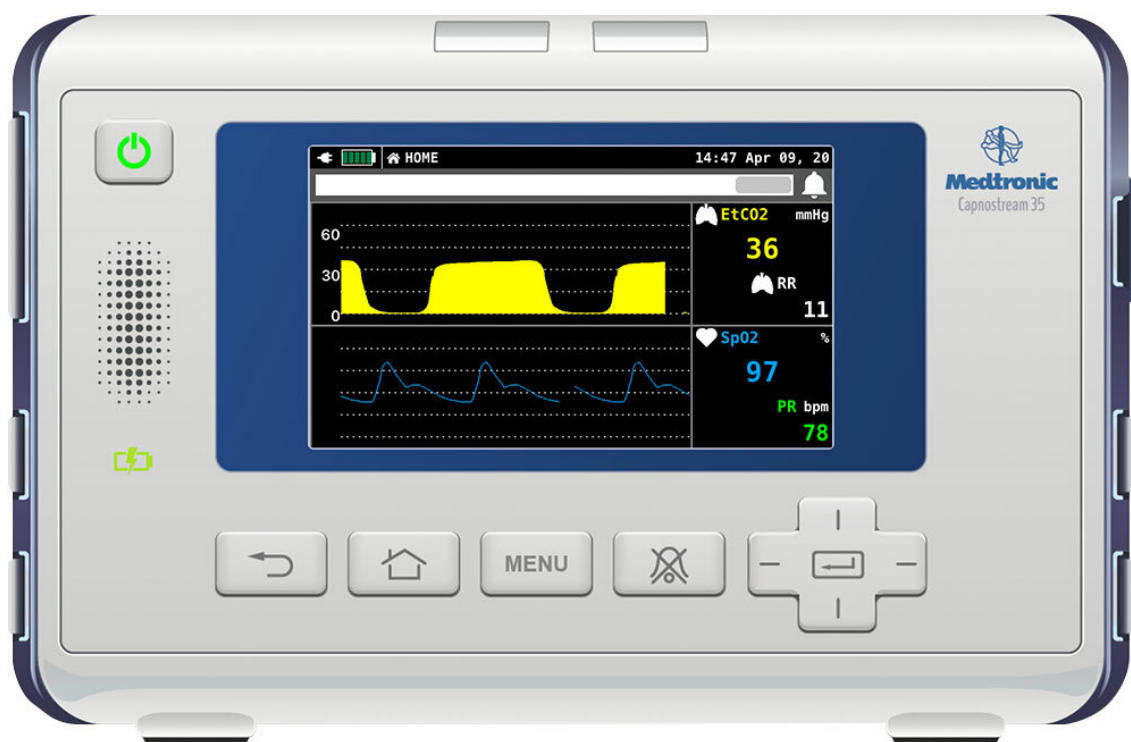 HOME 14:47 Apr 09, 20
EtCO2 mmHg
60
36
30
RR
0
11
SpO2 %
97
PR bpm
78
Medtronic
Capnostream 35
MENU